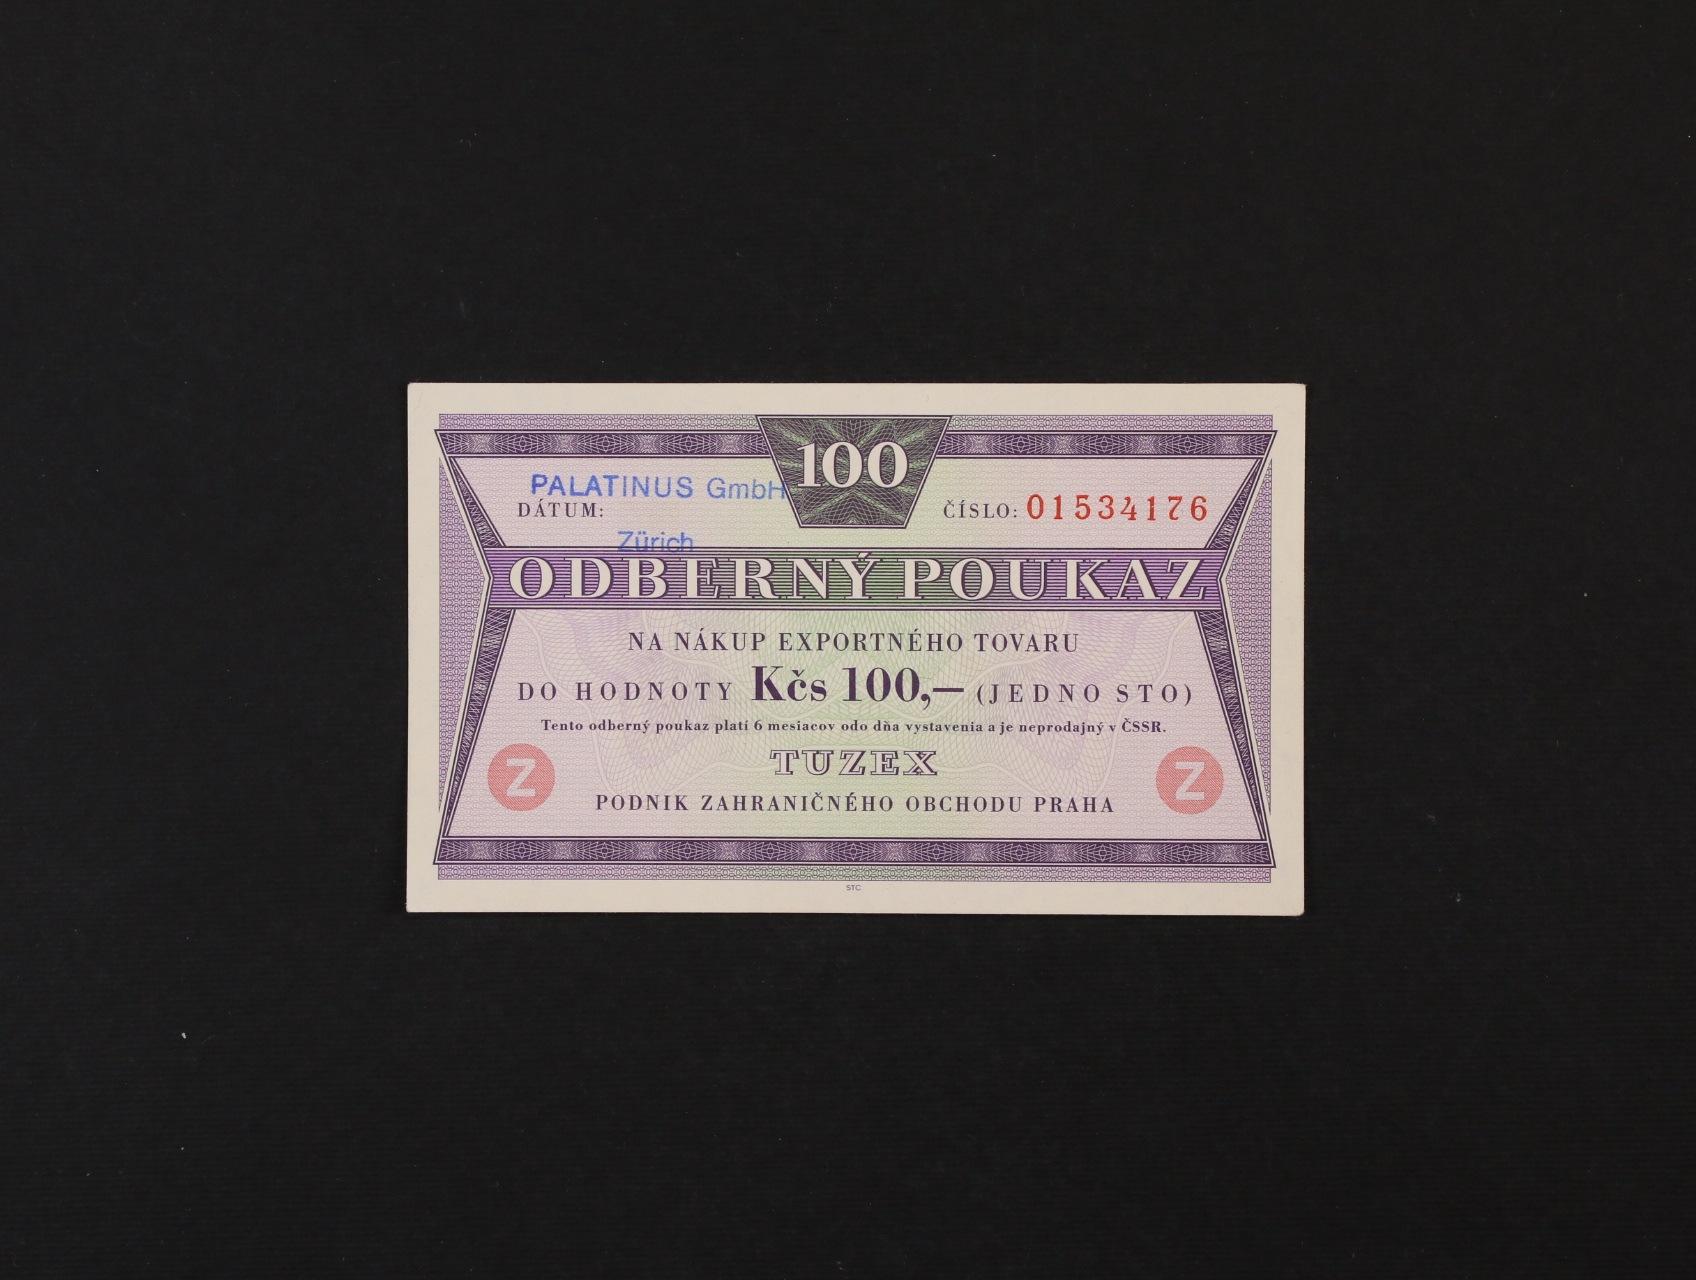 100
PALATINUS GmbH
DÁTUM:
ČÍSLO: 01534176
Zürich
ODBERNÝ POUKAZ
NA NÁKUP EXPORTNÉHO TOVARU
DO HODNOTY Kčs 100,— (JEDNO STO)
Tento odberný poukaz platí 6 mesiacov odo dňa vystavenia a je neprodajný v ČSSR.
TUZEX
Z Z
PODNIK ZAHRANIČNÉHO OBCHODU PRAHA
STC